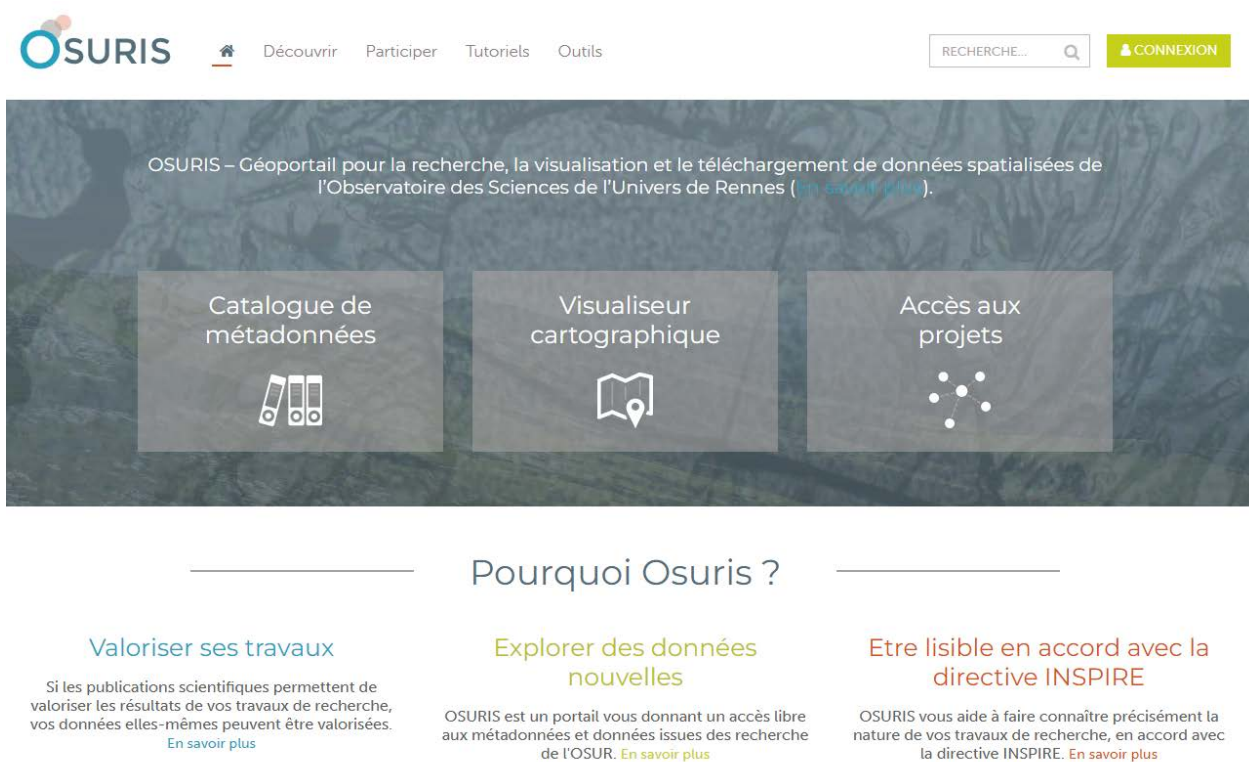 OSURIS
Découvrir Participer Tutoriels Outils
RECHERCHE...
CONNEXION
OSURIS – Géoportail pour la recherche, la visualisation et le téléchargement de données spatialisées de
l'Observatoire des Sciences de l'Univers de Rennes (En savoir plus).
Catalogue de
métadonnées
Visualiseur
cartographique
Accès aux
projets
Pourquoi Osuris ?
Valoriser ses travaux
Si les publications scientifiques permettent de
valoriser les résultats de vos travaux de recherche,
vos données elles-mêmes peuvent être valorisées.
En savoir plus
Explorer des données
nouvelles
OSURIS est un portail vous donnant un accès libre
aux métadonnées et données issues des recherche
de l'OSUR. En savoir plus
Etre lisible en accord avec la
directive INSPIRE
OSURIS vous aide à faire connaître précisément la
nature de vos travaux de recherche, en accord avec
la directive INSPIRE. En savoir plus